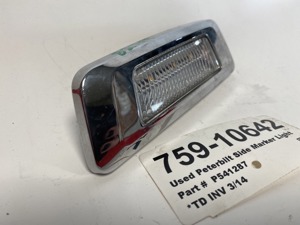 759-10642
Used Peterbilt Side Marker Light
Part # P541287
*TD INV 3/14